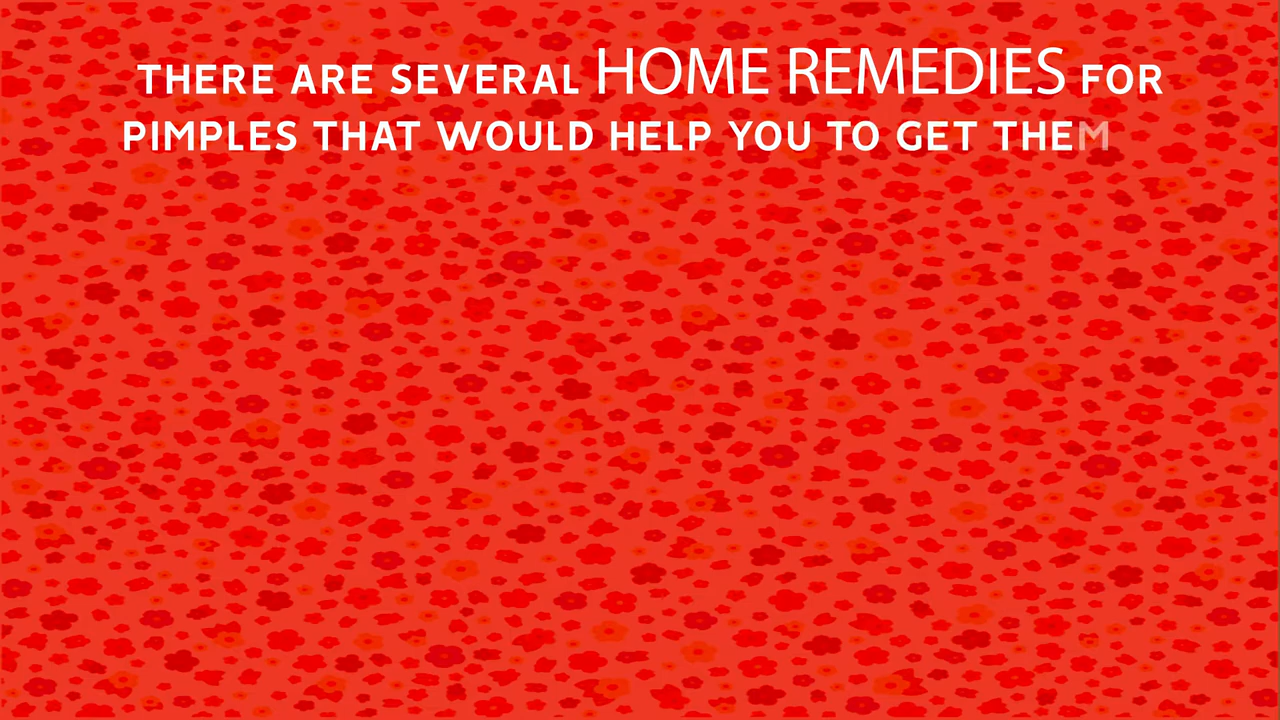 THERE ARE SEVERAL HOME REMEDIES FOR
PIMPLES THAT WOULD HELP YOU TO GET THEM